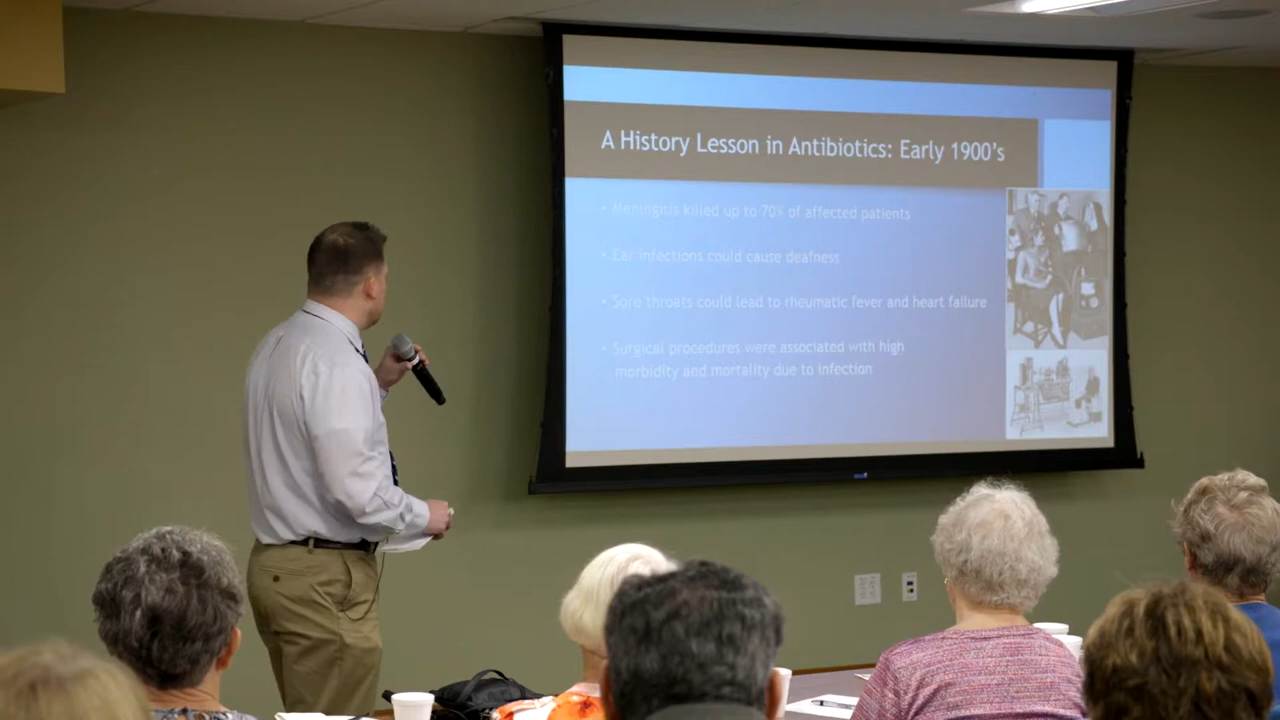 A History Lesson in Antibiotics: Early 1900's
• Meningitis killed up to 70% of affected patients
• Ear infections could cause deafness
• Sore throats could lead to rheumatic fever and heart failure
• Surgical procedures were associated with high
morbidity and mortality due to infection